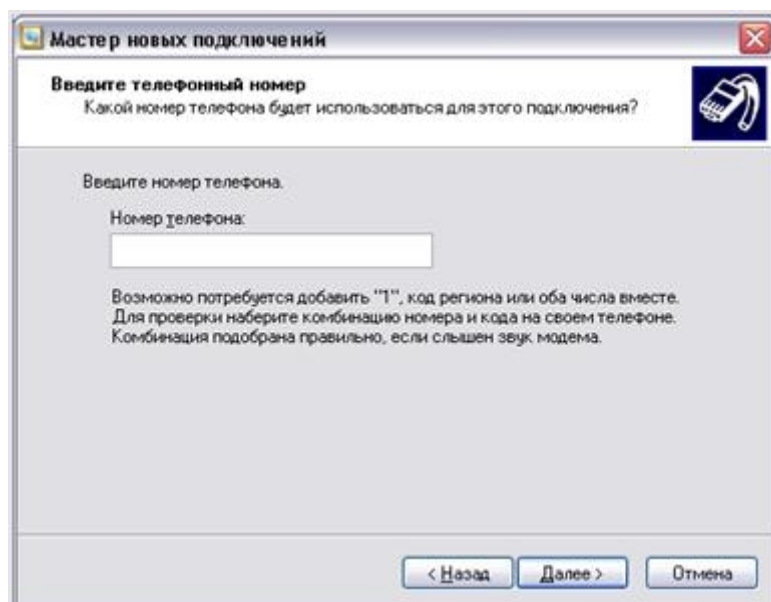 Мастер новых подключений
Введите телефонный номер
Какой номер телефона будет использоваться для этого подключения?
Введите номер телефона.
Номер телефона:
Возможно потребуется добавить "1", код региона или оба числа вместе.
Для проверки наберите комбинацию номера и кода на своем телефоне.
Комбинация подобрана правильно, если слышен звук модема.
< Назад Далее > Отмена